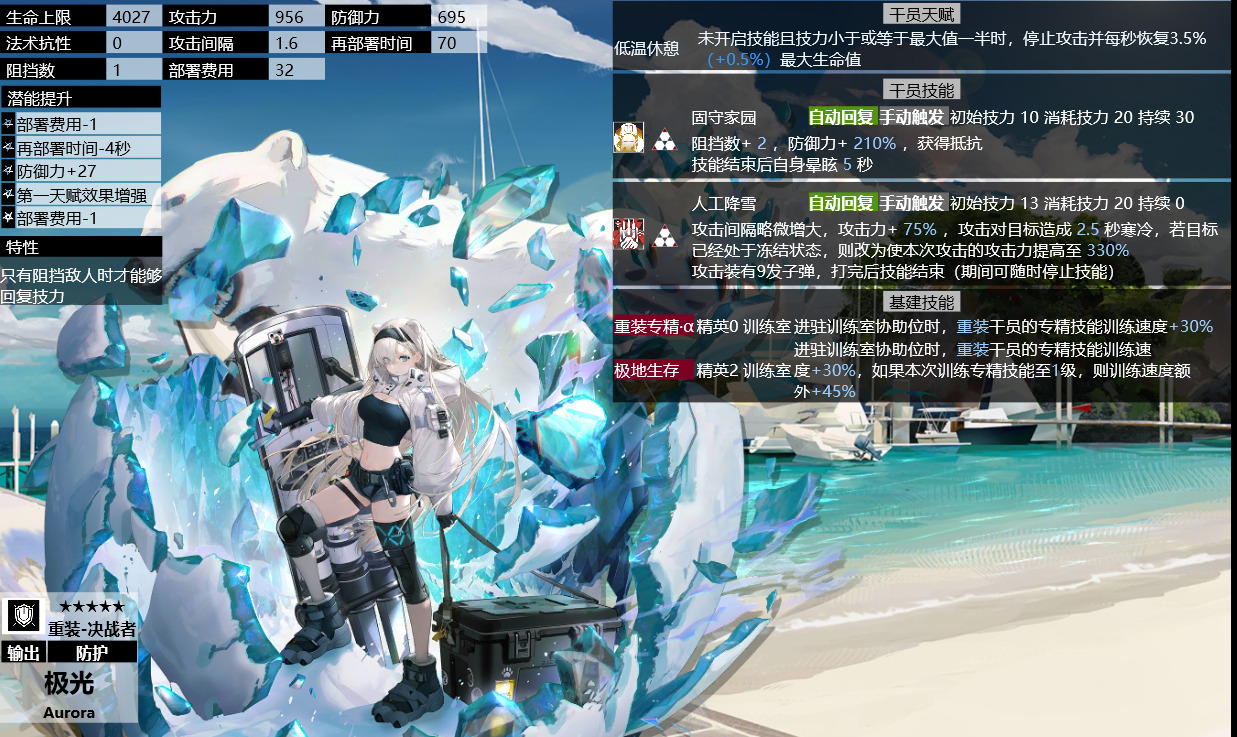 生命上限 4027 攻击力 956 防御力 695
法术抗性 0 攻击间隔 1.6 再部署时间 70
阻挡数 1 部署费用 32
潜能提升
部署费用-1
再部署时间-4秒
防御力+27
第一天赋效果增强
部署费用-1
特性
只有阻挡敌人时才能够
回复技力
★★★★★
重装-决战者
输出 防护
极光
Aurora
干员天赋
低温休憩 未开启技能且技力小于或等于最大值一半时，停止攻击并每秒恢复3.5%
（+0.5%）最大生命值
干员技能
固守家园 自动回复 手动触发 初始技力 10 消耗技力 20 持续 30
阻挡数+ 2 ，防御力+ 210% ，获得抵抗
技能结束后自身晕眩 5 秒
人工降雪 自动回复 手动触发 初始技力 13 消耗技力 20 持续 0
攻击间隔略微增大，攻击力+ 75% ，攻击对目标造成 2.5 秒寒冷，若目标
已经处于冻结状态，则改为使本次攻击的攻击力提高至 330%
攻击装有9发子弹，打完后技能结束（期间可随时停止技能）
基建技能
重装专精·α 精英0 训练室 进驻训练室协助位时，重装干员的专精技能训练速度+30%
进驻训练室协助位时，重装干员的专精技能训练速
极地生存 精英2 训练室 度+30%，如果本次训练专精技能至1级，则训练速度额
外+45%